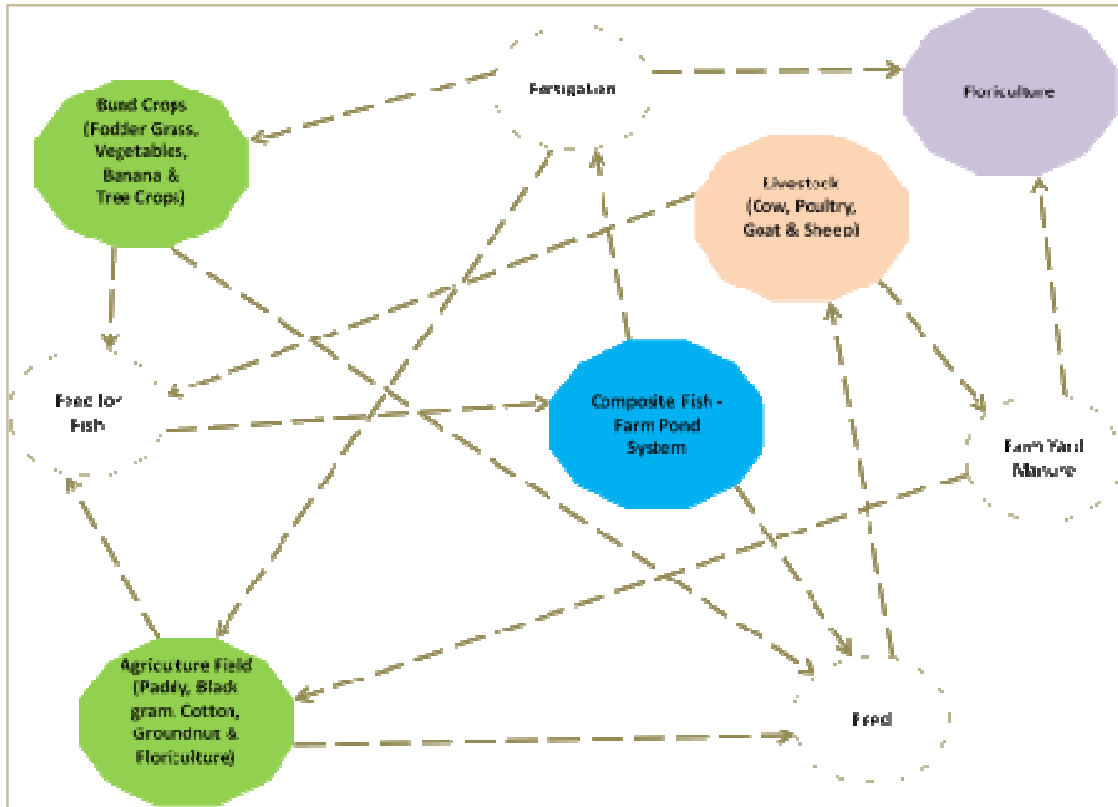 Fertigation
Floriculture
Bund Crops
(Fodder Grass,
Vegetables,
Banana &
Tree Crops)
Livestock
(Cow, Poultry,
Goat & Sheep)
Feed for
Fish
Composite Fish -
Farm Pond
System
Farm Yard
Manure
Agriculture Field
(Paddy, Black
gram, Cotton,
Groundnut &
Floriculture)
Feed